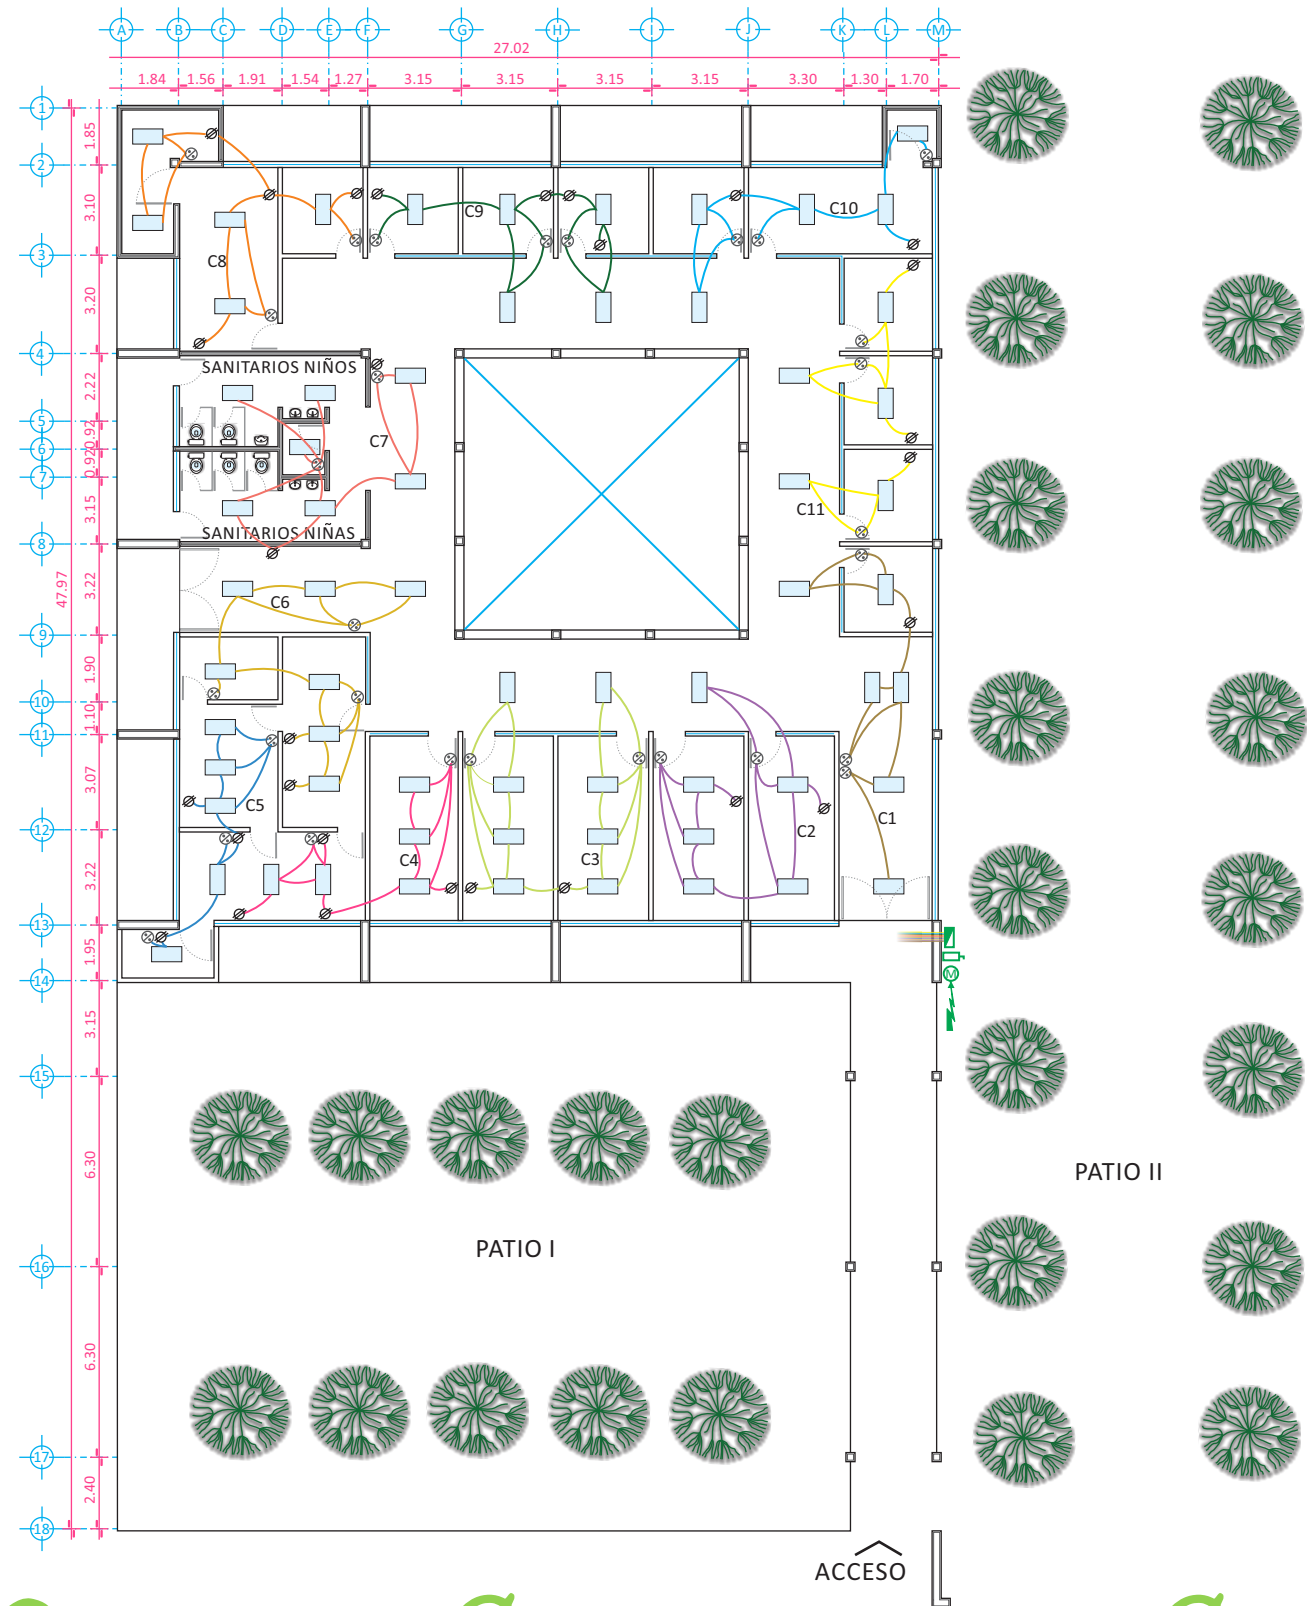 A B C D E F G H I J K L M
27.02
1.84 1.56 1.91 1.54 1.27 3.15 3.15 3.15 3.15 3.30 1.30 1.70
1
1.85
2
3.10
C9
C10
3
C8
3.20
4
SANITARIOS NIÑOS
2.22
5
C7
0.92
6
0.92
7
C11
3.15
SANITARIOS NIÑAS
8
47.97
3.22
C6
9
1.90
10
1.10
11
3.07
C5
C1
12
C2
C4
C3
3.22
13
1.95
M
14
3.15
15
6.30
PATIO II
PATIO I
16
6.30
17
2.40
18
ACCESO